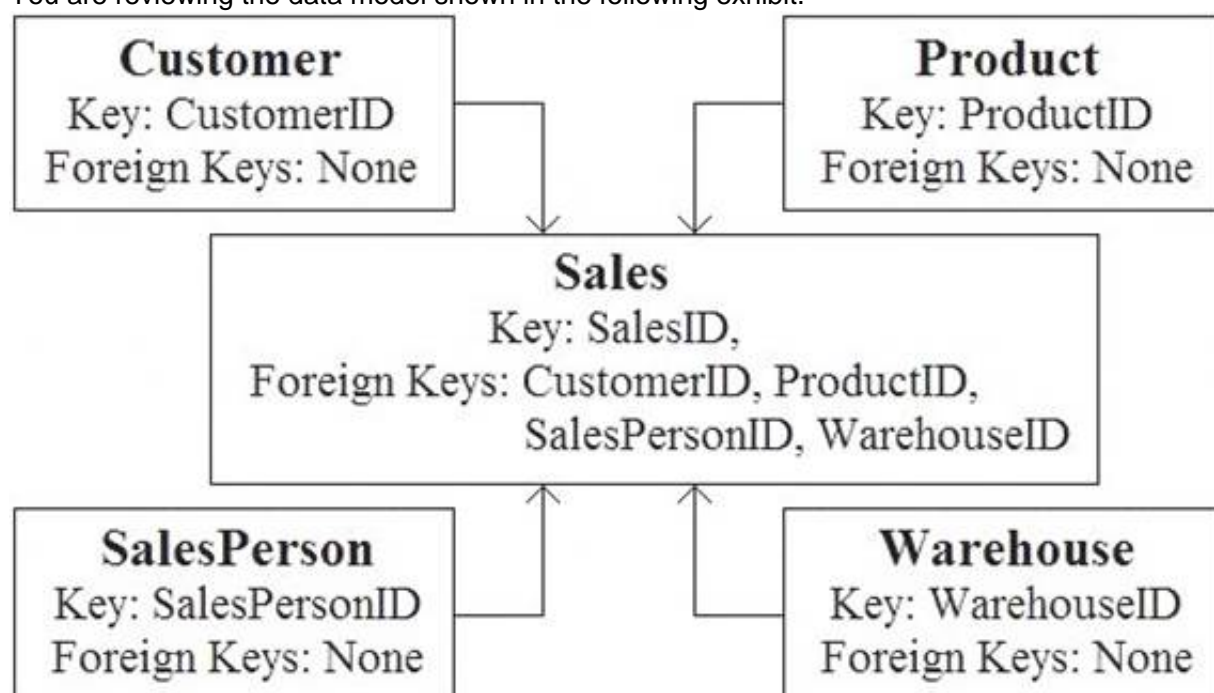 You are reviewing the data model shown in the following exhibit.
Customer
Key: CustomerID
Foreign Keys: None
Product
Key: ProductID
Foreign Keys: None
Sales
Key: SalesID,
Foreign Keys: CustomerID, ProductID,
SalesPersonID, WarehouseID
SalesPerson
Key: SalesPersonID
Foreign Keys: None
Warehouse
Key: WarehouseID
Foreign Keys: None